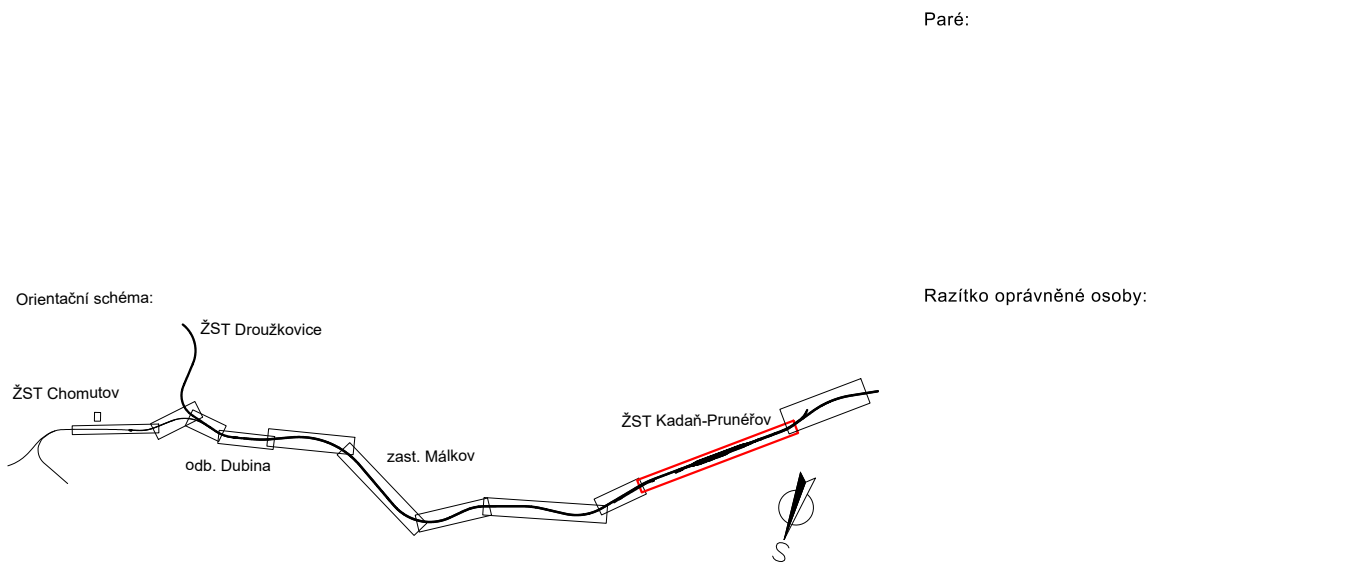 Paré:
Orientační schéma:
Razítko oprávněné osoby:
ŽST Droužkovice
ŽST Chomutov
ŽST Kadaň-Prunéřov
odb. Dubina
zast. Málkov
S